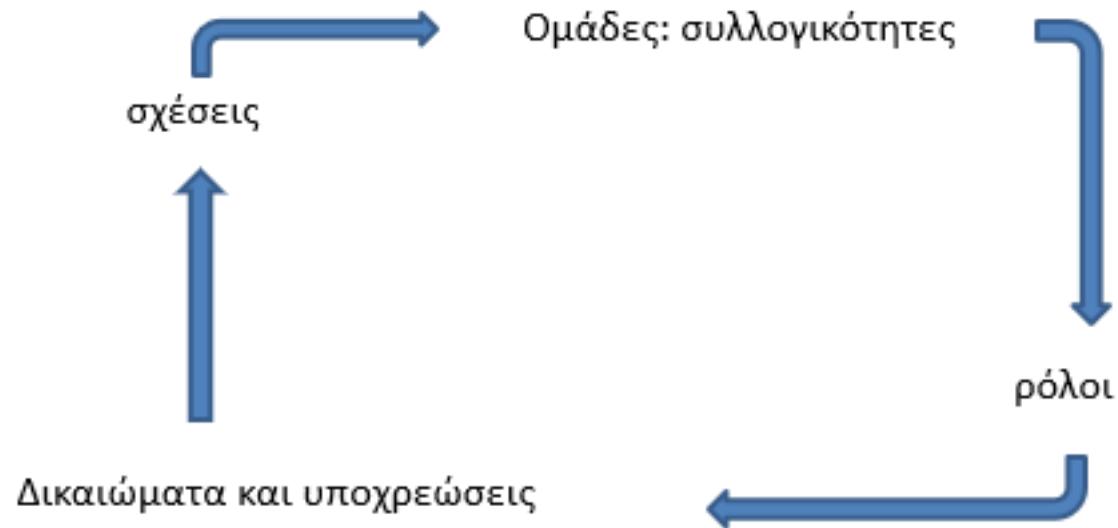 Ομάδες: συλλογικότητες
σχέσεις
ρόλοι
Δικαιώματα και υποχρεώσεις